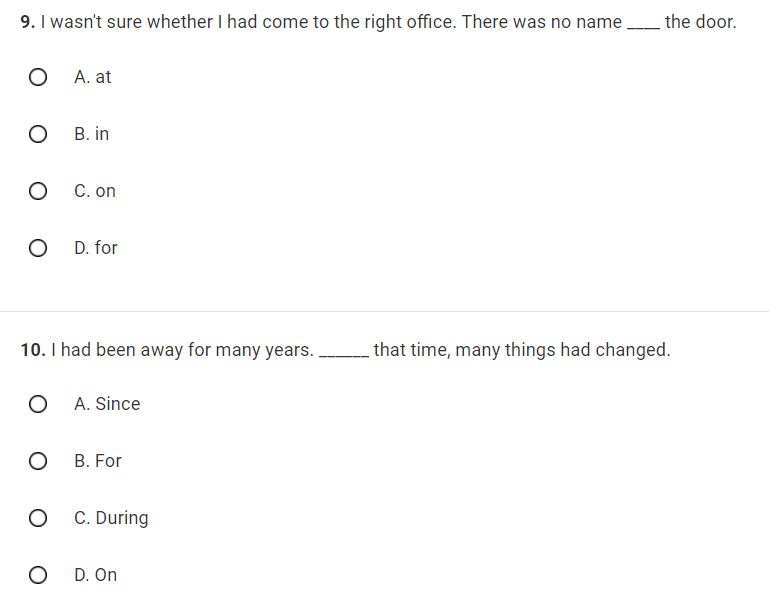 9. I wasn't sure whether I had come to the right office. There was no name ____ the door.
A. at
B. in
C. on
D. for
10. I had been away for many years. ______ that time, many things had changed.
A. Since
B. For
C. During
D. On